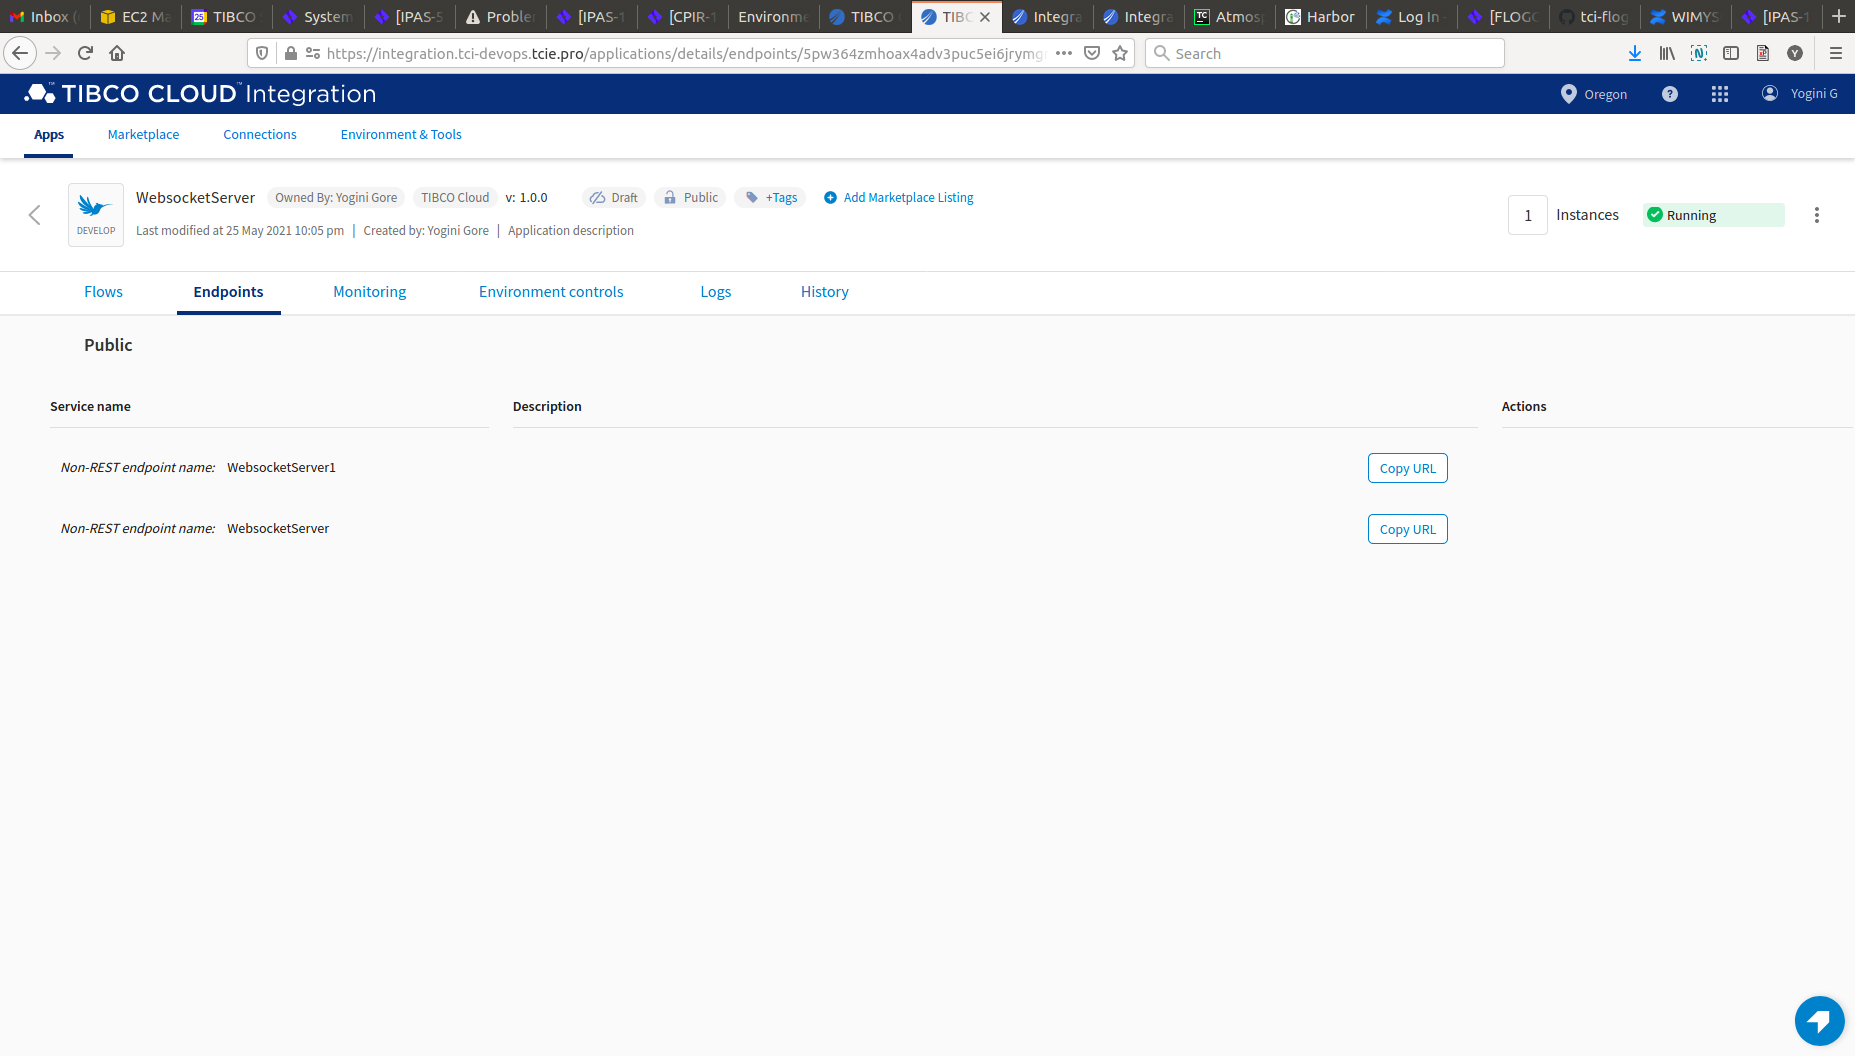 Inbox ( EC2 Ma TIBCO System [IPAS-5 Proble [IPAS-1 [CPIR-1 Environme TIBCO TIBC Integra Integra Atmos Harbor Log In - [FLOGO tci-flog WIMYS [IPAS-1
https://integration.tci-devops.tcie.pro/applications/details/endpoints/5pw364zmhoax4adv3puc5ei6jrymg Search
TIBCO CLOUD™ Integration Oregon Yogini G
Apps Marketplace Connections Environment & Tools
WebsocketServer Owned By: Yogini Gore TIBCO Cloud v: 1.0.0 Draft Public +Tags Add Marketplace Listing
DEVELOP
Last modified at 25 May 2021 10:05 pm | Created by: Yogini Gore | Application description
1 Instances Running
Flows Endpoints Monitoring Environment controls Logs History
Public
Service name Description Actions
Non-REST endpoint name: WebsocketServer1 Copy URL
Non-REST endpoint name: WebsocketServer Copy URL